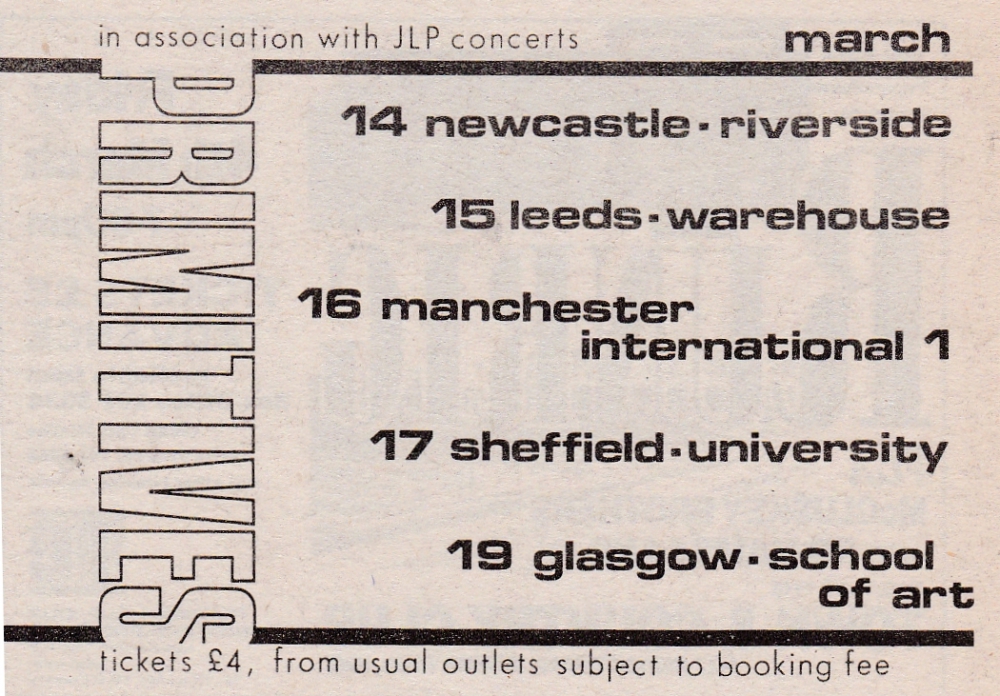 in association with JLP concerts
march
PRIMITIVES
14 newcastle · riverside
15 leeds · warehouse
16 manchester
international 1
17 sheffield · university
19 glasgow · school
of art
tickets £4, from usual outlets subject to booking fee